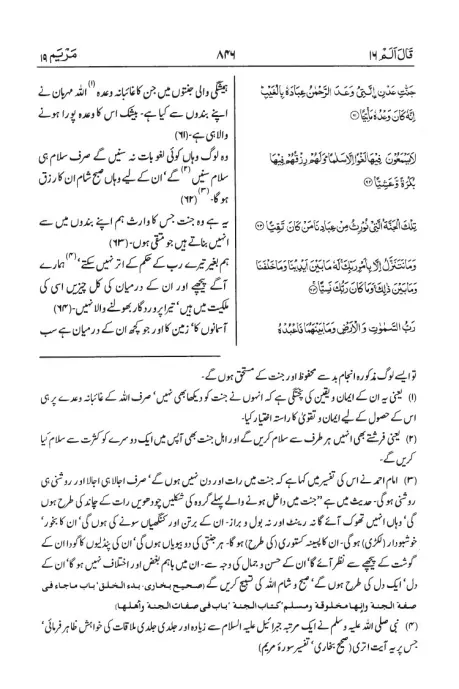 قال الم ۱۶
۸۴۶
مريم ۱۹
جَنّٰتِ عَدْنِ ِۨالَّتِيْ وَعَدَ الرَّحْمٰنُ عِبَادَهٗ بِالْغَيْبِ
اِنَّهٗ كَانَ وَعْدُهٗ مَاْتِيًّا ۶۱
لَا يَسْمَعُوْنَ فِيْهَا لَغْوًا اِلَّا سَلٰمًا وَلَهُمْ رِزْقُهُمْ فِيْهَا
بُكْرَةً وَّعَشِيًّا ۶۲
تِلْكَ الْجَنَّةُ الَّتِيْ نُوْرِثُ مِنْ عِبَادِنَا مَنْ كَانَ تَقِيًّا ۶۳
وَمَا نَتَنَزَّلُ اِلَّا بِاَمْرِ رَبِّكَ لَهٗ مَا بَيْنَ اَيْدِيْنَا وَمَا خَلْفَنَا
وَمَا بَيْنَ ذٰلِكَ وَمَا كَانَ رَبُّكَ نَسِيًّا ۶۴
رَبُّ السَّمٰوٰتِ وَالْاَرْضِ وَمَا بَيْنَهُمَا فَاعْبُدْهُ
ہمیشگی والی جنتوں میں جن کا غائبانہ وعدہ (۱) اللہ مہربان نے
اپنے بندوں سے کیا ہے۔ بیشک اس کا وعدہ پورا ہونے
والا ہی ہے۔ (۶۱)
وہ لوگ وہاں کوئی لغو بات نہ سنیں گے صرف سلام ہی
سلام سنیں (۲) گے، ان کے لیے وہاں صبح شام ان کا رزق
ہوگا۔ (۳) (۶۲)
یہ ہے وہ جنت جس کا وارث ہم اپنے بندوں میں سے
انہیں بناتے ہیں جو متقی ہوں۔ (۶۳)
ہم بغیر تیرے رب کے حکم کے اتر نہیں سکتے، (۴) ہمارے
آگے پیچھے اور ان کے درمیان کی کل چیزیں اسی کی
ملکیت میں ہیں، تیرا پروردگار بھولنے والا نہیں۔ (۶۴)
آسمانوں کا، زمین کا اور جو کچھ ان کے درمیان ہے سب
تو ایسے لوگ مذکورہ انجام بد سے محفوظ اور جنت کے مستحق ہوں گے۔
(۱) یعنی یہ ان کے ایمان و یقین کی پختگی ہے کہ انہوں نے جنت کو دیکھا بھی نہیں، صرف اللہ کے غائبانہ وعدے پر ہی
اس کے حصول کے لیے ایمان و تقویٰ کا راستہ اختیار کیا۔
(۲) یعنی فرشتے بھی انہیں ہر طرف سے سلام کریں گے اور اہل جنت بھی آپس میں ایک دوسرے کو کثرت سے سلام کیا
کریں گے۔
(۳) امام احمد نے اس کی تفسیر میں کہا ہے کہ جنت میں رات اور دن نہیں ہوں گے، صرف اجالا ہی اجالا اور روشنی ہی
روشنی ہوگی۔ حدیث میں ہے "جنت میں داخل ہونے والے پہلے گروہ کی شکلیں چودھویں رات کے چاند کی طرح ہوں
گی، وہاں انہیں تھوک آئے گا نہ رینٹ اور نہ بول و براز۔ ان کے برتن اور کنگھیاں سونے کی ہوں گی، ان کا بخور،
خوشبودار (لکڑی) ہوگی۔ ان کا پسینہ کستوری (کی طرح) ہوگا۔ ہر جنتی کی دو بیویاں ہوں گی، ان کی پنڈلیوں کا گودا ان کے
گوشت کے پیچھے سے نظر آئے گا، ان کے حسن و جمال کی وجہ سے۔ ان میں باہم بغض اور اختلاف نہیں ہوگا، ان کے
دل، ایک دل کی طرح ہوں گے، صبح و شام اللہ کی تسبیح کریں گے (صحیح بخاری، بدء الخلق، باب ماجاء فی
صفة الجنة وإنها مخلوقة ومسلم، کتاب الجنة، باب فی صفات الجنة وأهلها)
(۴) نبی صلی اللہ علیہ وسلم نے ایک مرتبہ جبرائیل علیہ السلام سے زیادہ اور جلدی جلدی ملاقات کی خواہش ظاہر فرمائی،
جس پر یہ آیت اتری (صحیح بخاری، تفسیر سورۂ مریم)